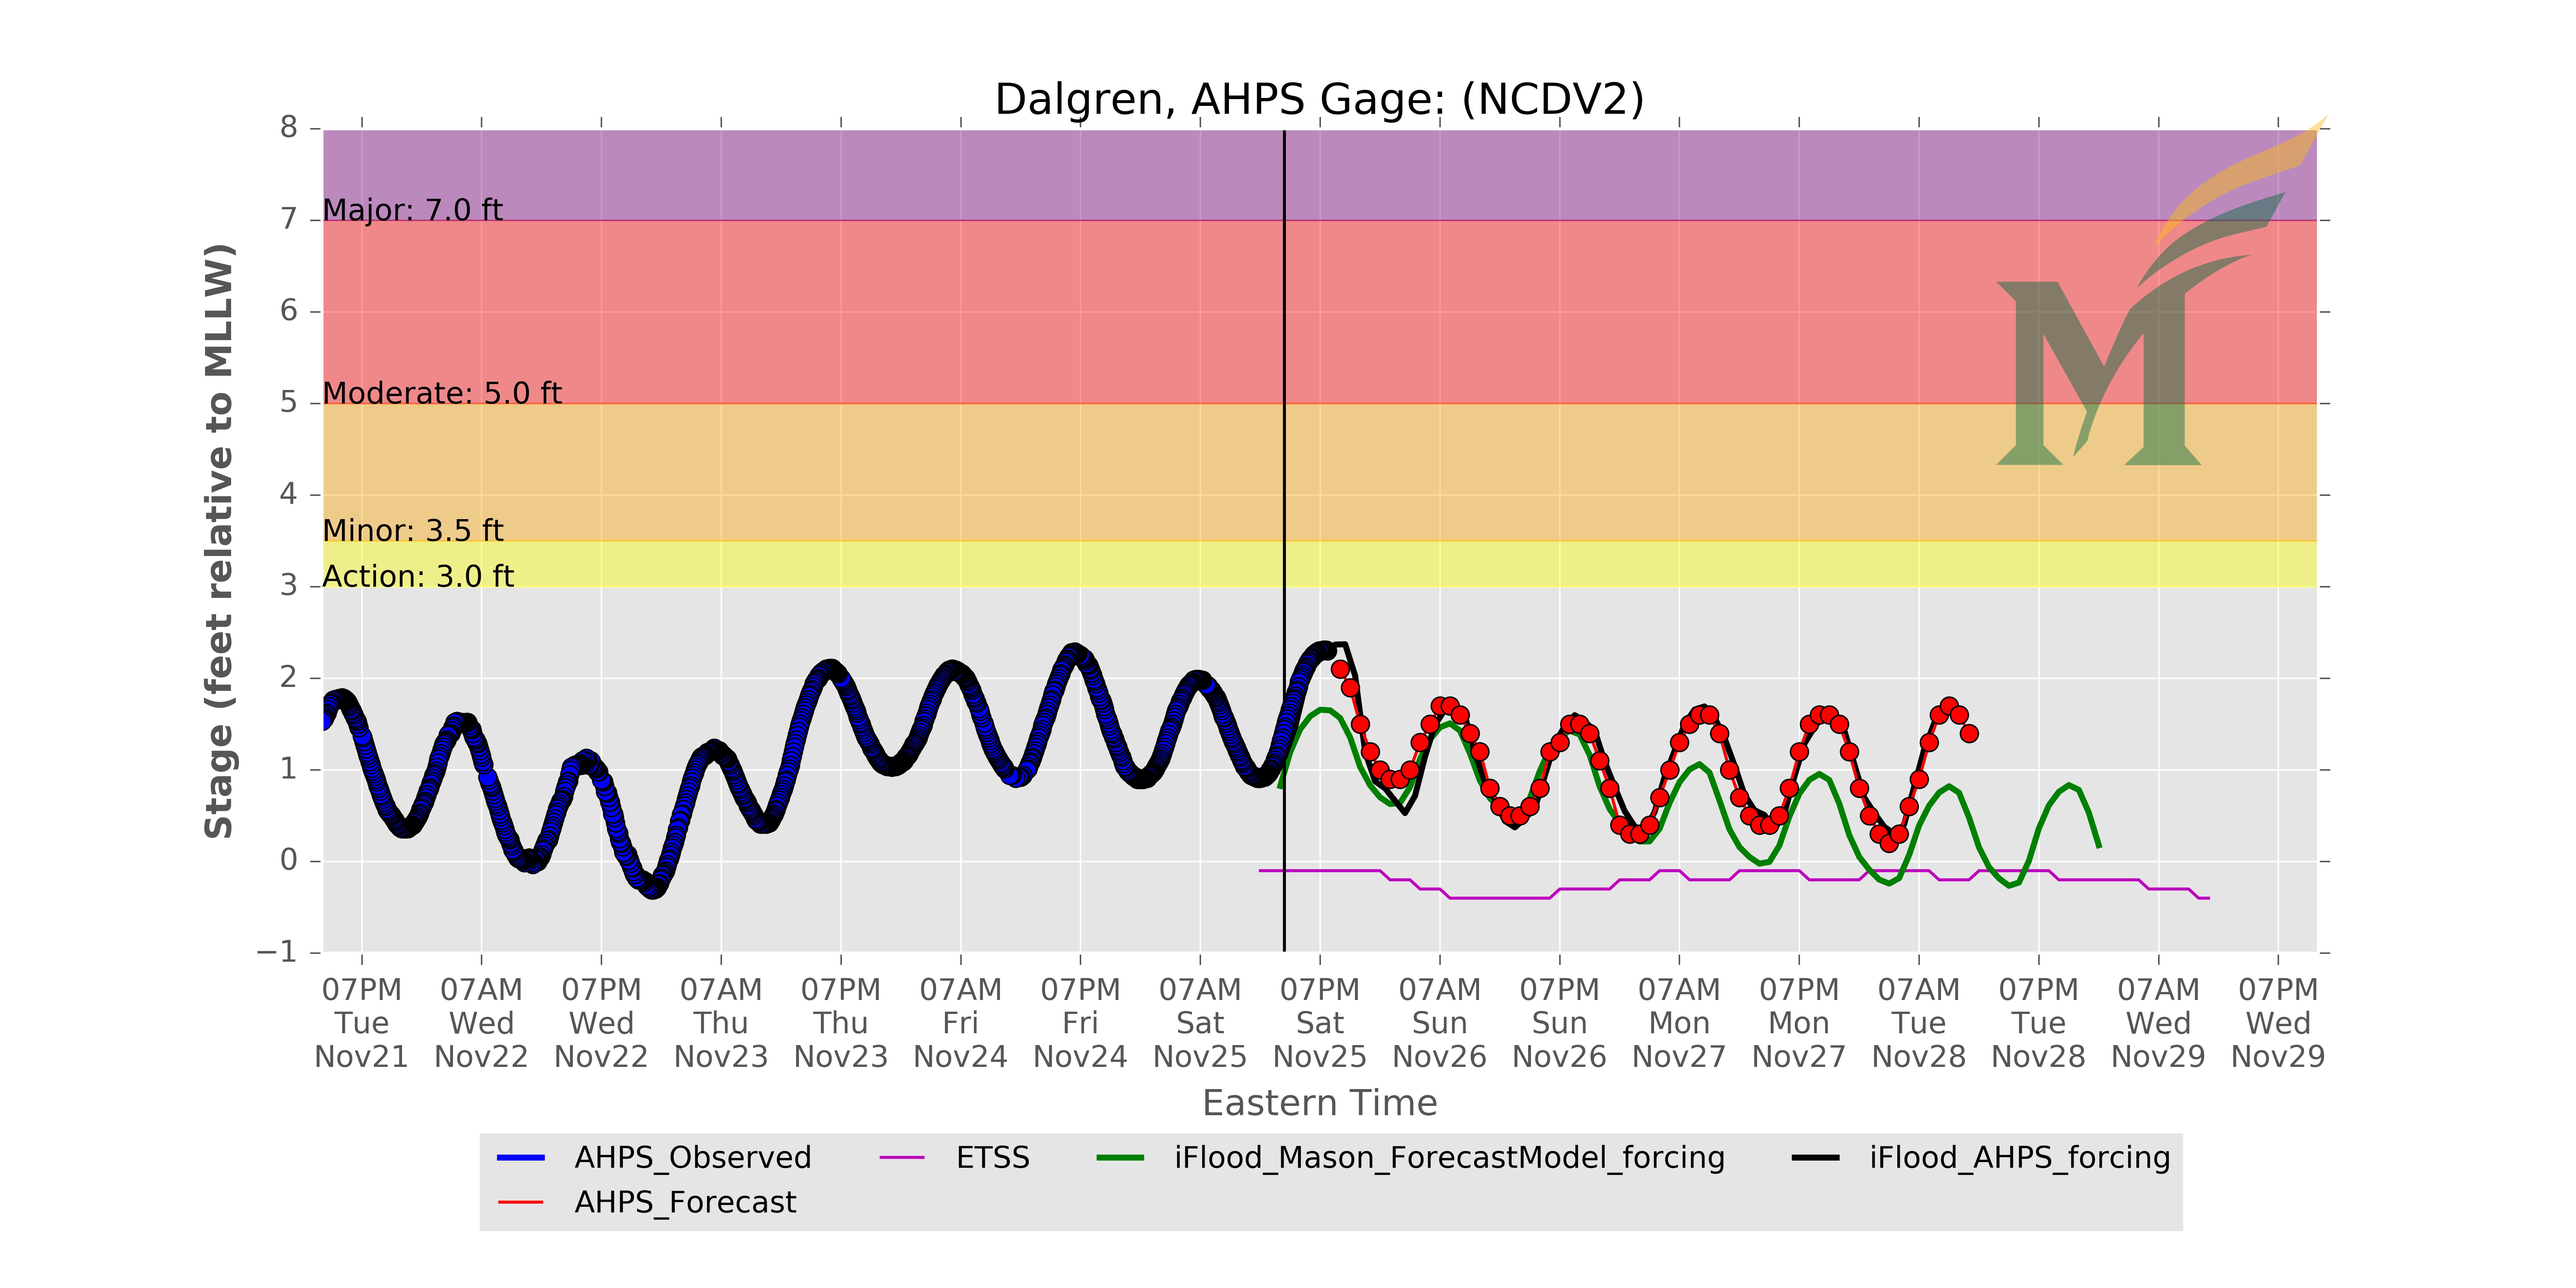 Dalgren, AHPS Gage: (NCDV2)
8
7
6
5
4
3
2
1
0
−1
Stage (feet relative to MLLW)
Major: 7.0 ft
Moderate: 5.0 ft
Minor: 3.5 ft
Action: 3.0 ft
07PM 07AM 07PM 07AM 07PM 07AM 07PM 07AM 07PM 07AM 07PM 07AM 07PM 07AM 07PM 07AM 07PM
Tue Wed Wed Thu Thu Fri Fri Sat Sat Sun Sun Mon Mon Tue Tue Wed Wed
Nov21 Nov22 Nov22 Nov23 Nov23 Nov24 Nov24 Nov25 Nov25 Nov26 Nov26 Nov27 Nov27 Nov28 Nov28 Nov29 Nov29
Eastern Time
AHPS_Observed ETSS iFlood_Mason_ForecastModel_forcing iFlood_AHPS_forcing
AHPS_Forecast
M